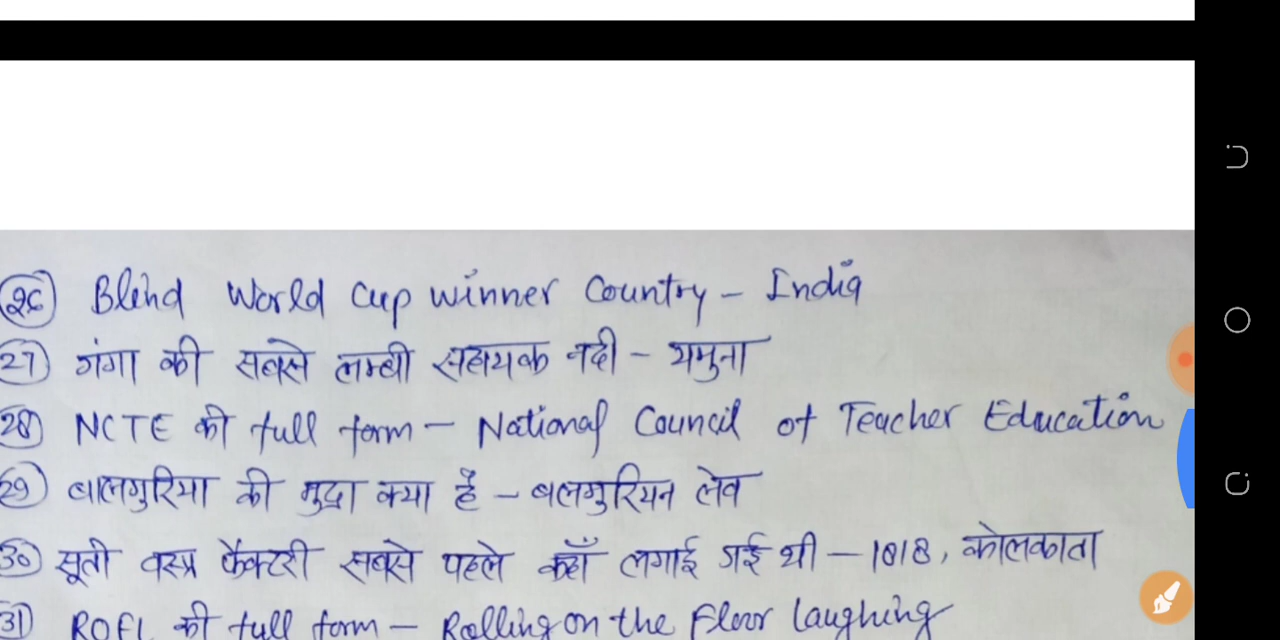 26 Blind World Cup winner Country - India
27) गंगा की सबसे लम्बी सहायक नदी - यमुना
28) NCTE की full form - National Council of Teacher Education
29) बालगुरिया की मुद्रा क्या है - बलगुरियन लेव
30) सूती वस्त्र फैक्टरी सबसे पहले कहाँ लगाई गई थी - 1818, कोलकाता
31) ROFL की full form - Rolling on the Floor laughing